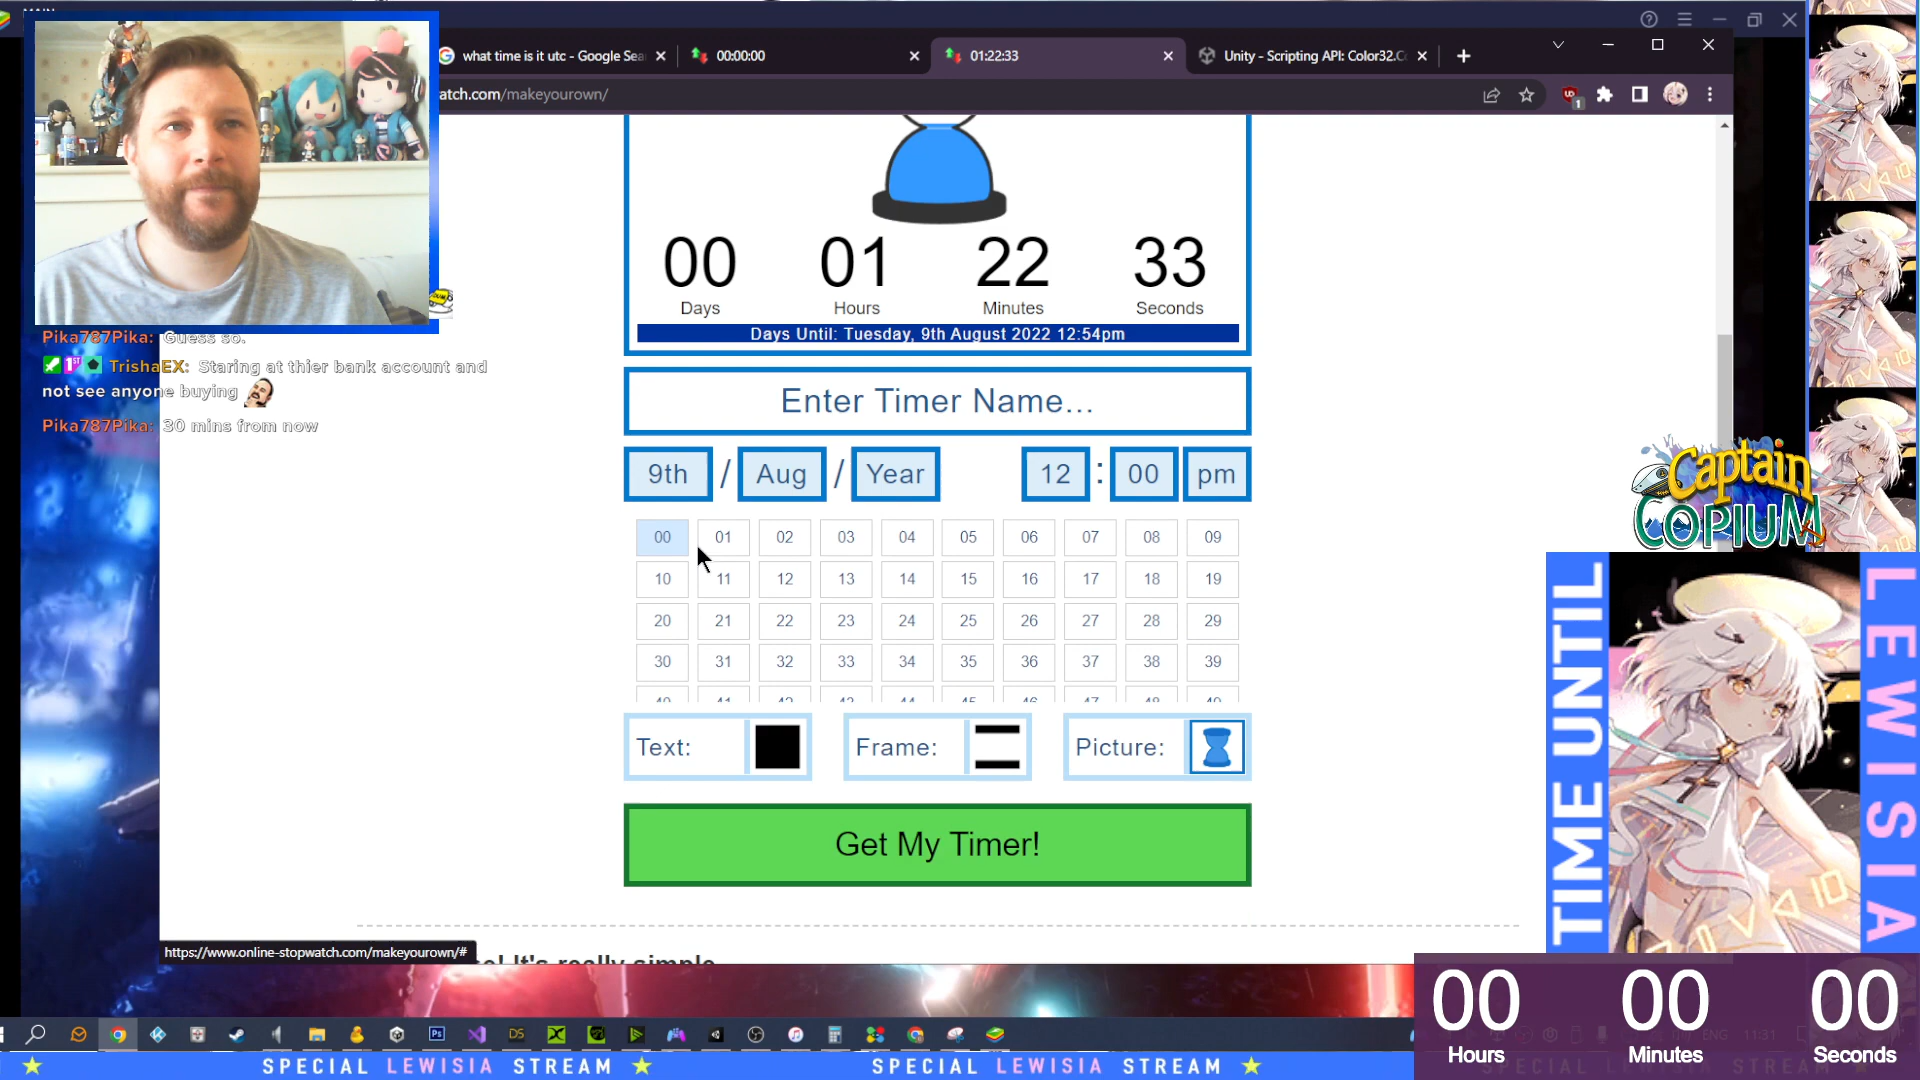 what time is it utc - Google Sea
00:00:00
01:22:33
Unity - Scripting API: Color32.C
atch.com/makeyourown/
1
00 01 22 33
Days Hours Minutes Seconds
Days Until: Tuesday, 9th August 2022 12:54pm
Pika787Pika: Guess so.
TrishaEX: Staring at thier bank account and
not see anyone buying
Pika787Pika: 30 mins from now
Enter Timer Name...
9th / Aug / Year 12 : 00 pm
00 01 02 03 04 05 06 07 08 09
10 11 12 13 14 15 16 17 18 19
20 21 22 23 24 25 26 27 28 29
30 31 32 33 34 35 36 37 38 39
Text: Frame: Picture:
Get My Timer!
https://www.online-stopwatch.com/makeyourown/#
It's really simple
Captain
COPIUM
TIME UNTIL
LEWISIA
00 00 00
Hours Minutes Seconds
ENG 11:31
SPECIAL LEWISIA STREAM SPECIAL LEWISIA STREAM